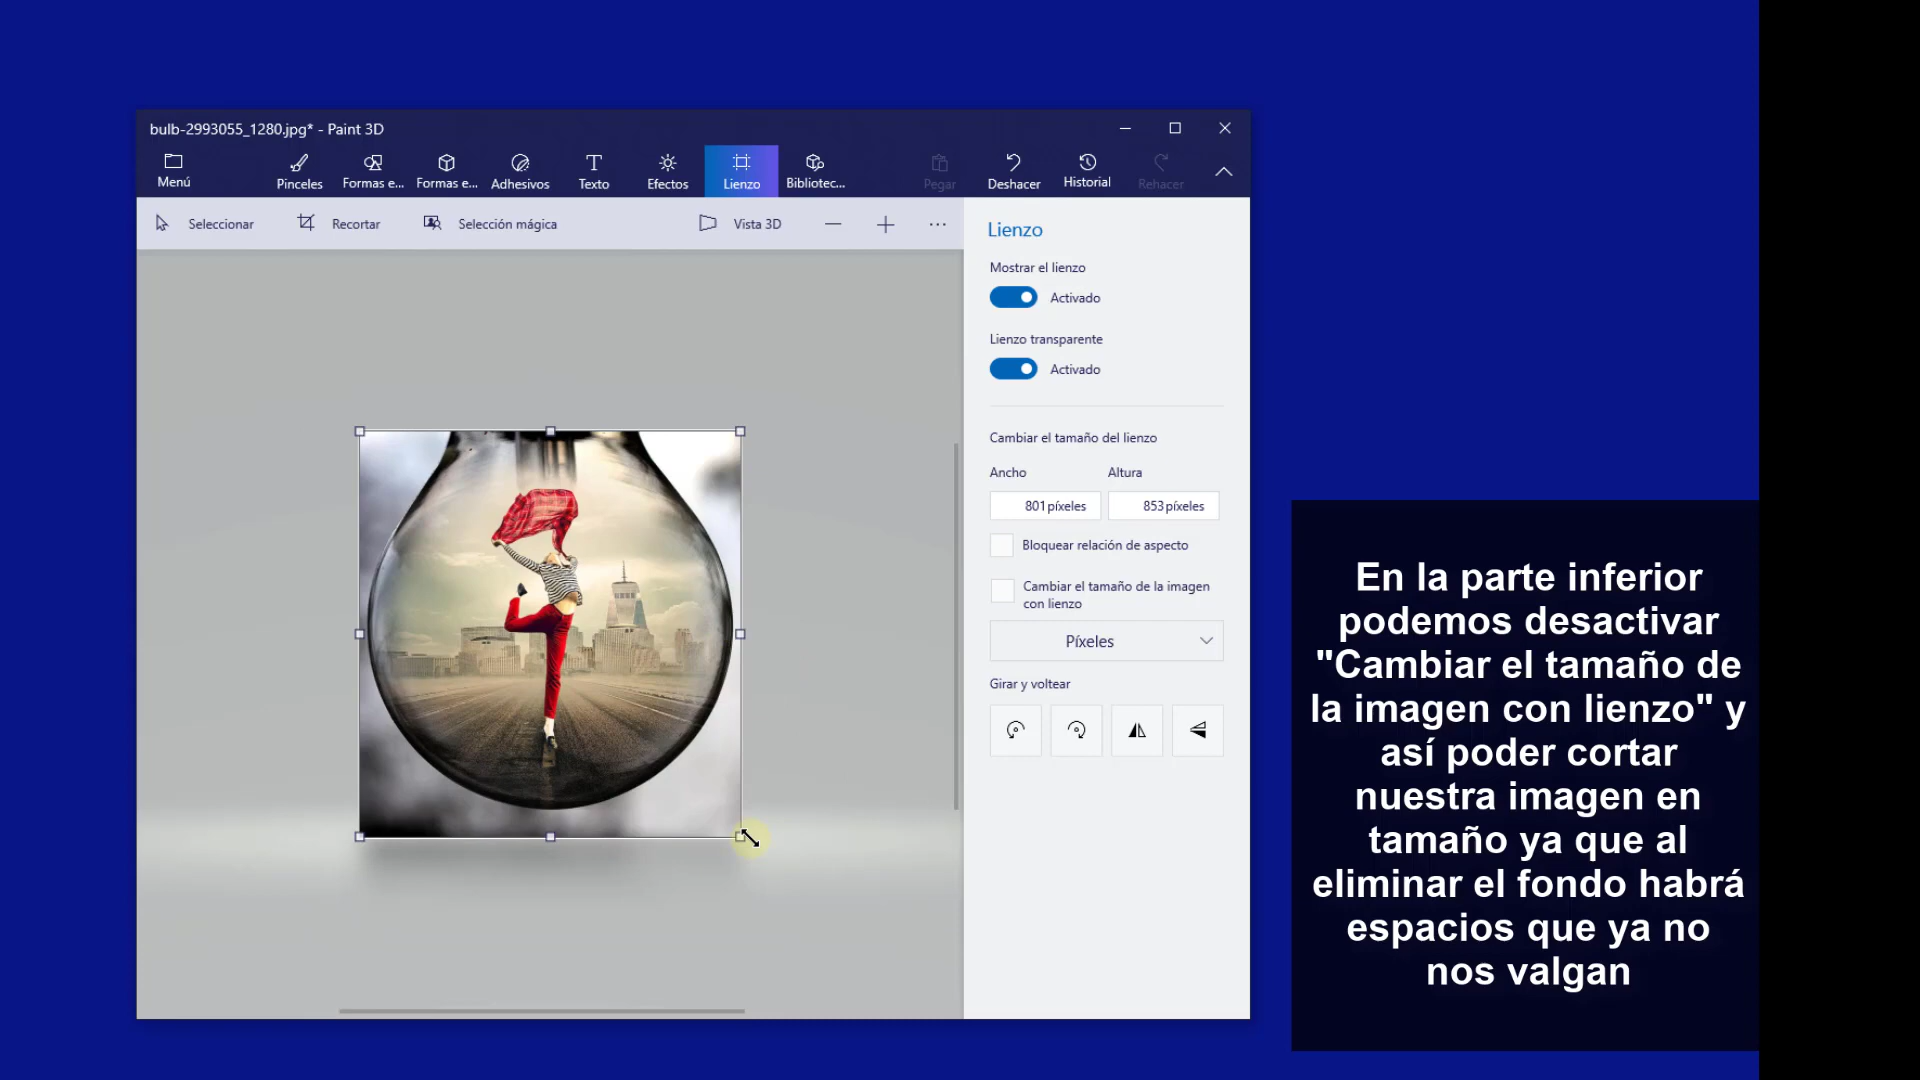 bulb-2993055_1280.jpg* - Paint 3D
Menú
Pinceles
Formas e...
Formas e...
Adhesivos
Texto
Efectos
Lienzo
Bibliotec...
Pegar
Deshacer
Historial
Rehacer
Seleccionar
Recortar
Selección mágica
Vista 3D
Lienzo
Mostrar el lienzo
Activado
Lienzo transparente
Activado
Cambiar el tamaño del lienzo
Ancho
Altura
801píxeles
853píxeles
Bloquear relación de aspecto
Cambiar el tamaño de la imagen
con lienzo
Píxeles
Girar y voltear
En la parte inferior
podemos desactivar
"Cambiar el tamaño de
la imagen con lienzo" y
así poder cortar
nuestra imagen en
tamaño ya que al
eliminar el fondo habrá
espacios que ya no
nos valgan